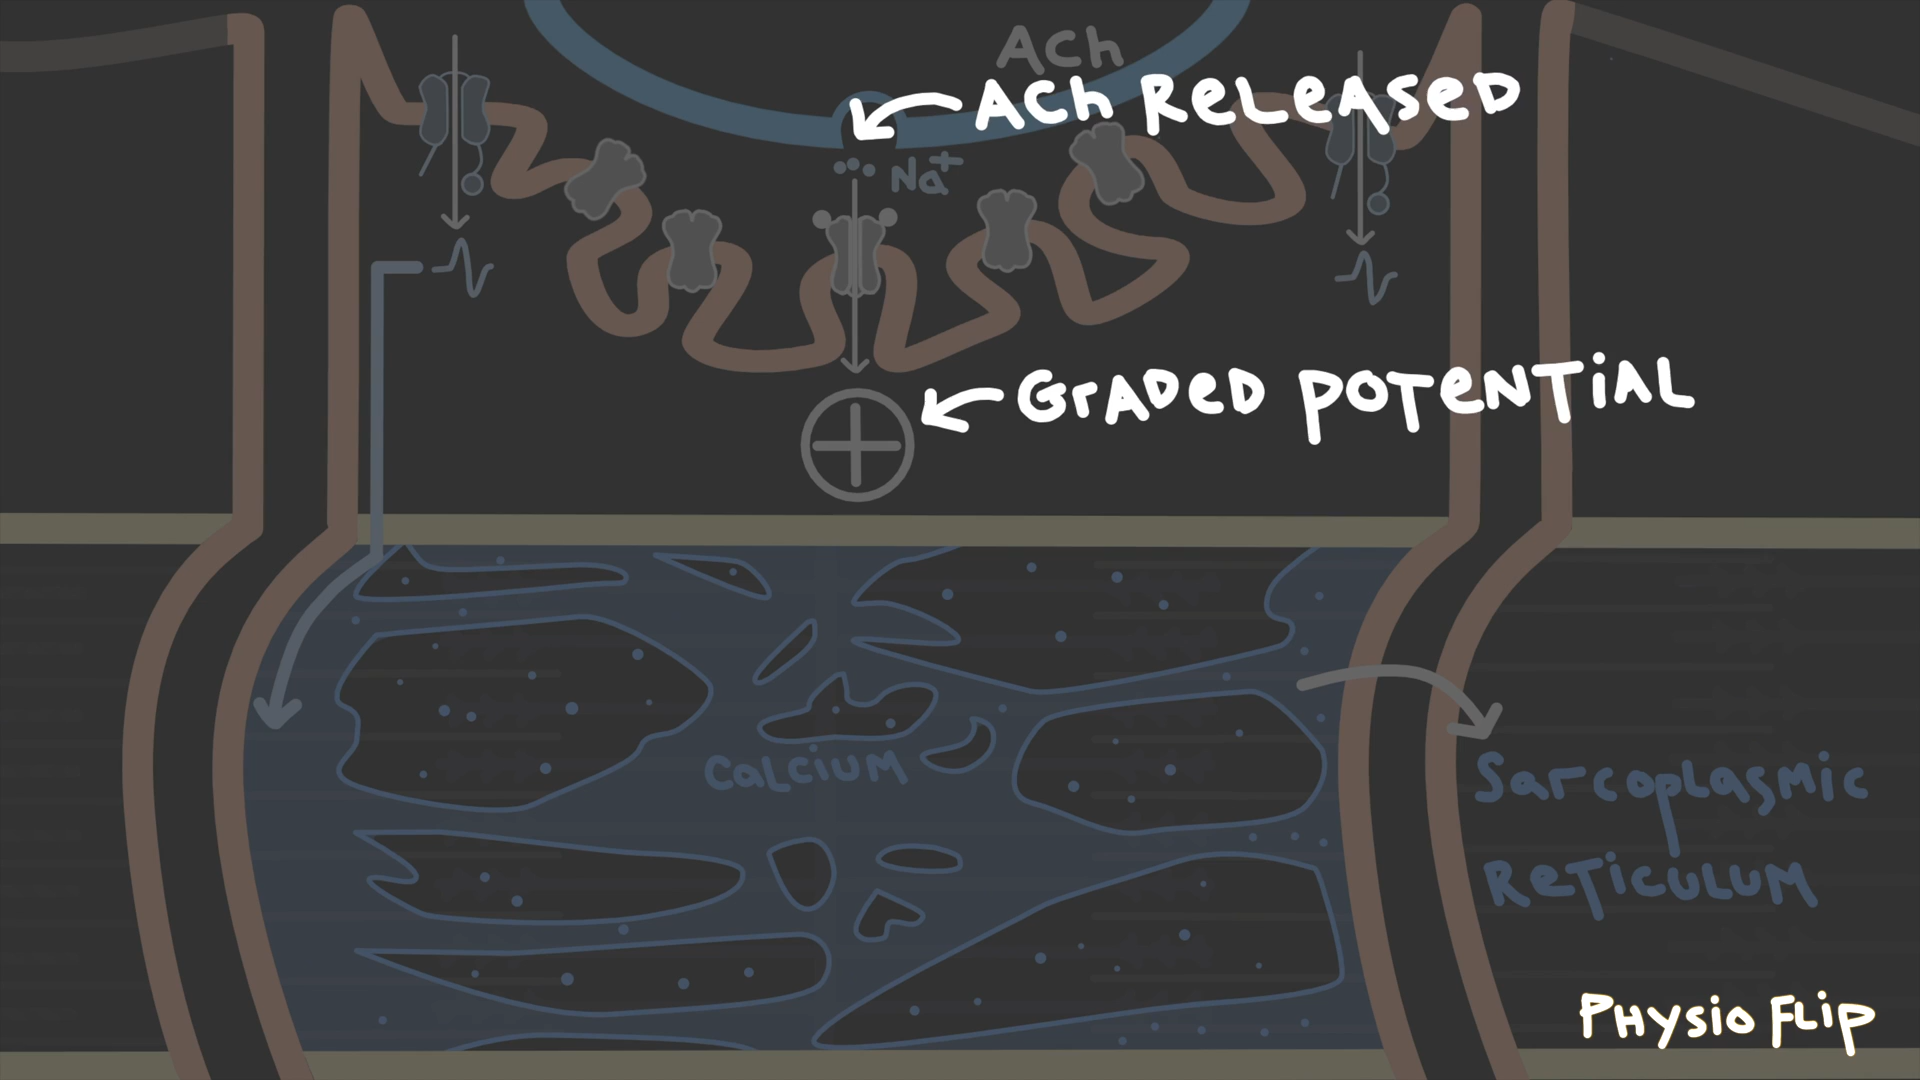 ACh
ACh Released
Na+
Graded Potential
Calcium
Sarcoplasmic
Reticulum
Physio Flip